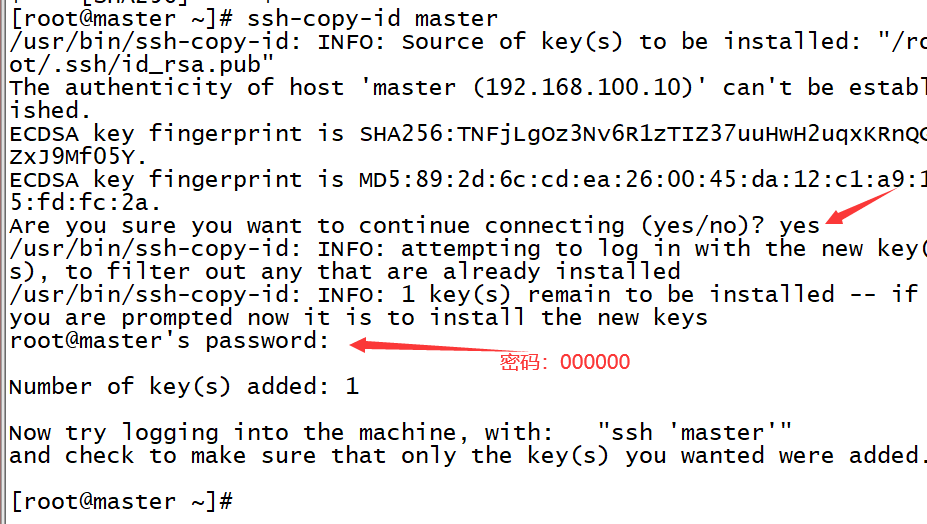 [root@master ~]# ssh-copy-id master
/usr/bin/ssh-copy-id: INFO: Source of key(s) to be installed: "/ro
ot/.ssh/id_rsa.pub"
The authenticity of host 'master (192.168.100.10)' can't be establ
ished.
ECDSA key fingerprint is SHA256:TNFjLgOz3Nv6R1zTIZ37uuHwH2uqxKRnQG
ZxJ9Mf05Y.
ECDSA key fingerprint is MD5:89:2d:6c:cd:ea:26:00:45:da:12:c1:a9:1
5:fd:fc:2a.
Are you sure you want to continue connecting (yes/no)? yes
/usr/bin/ssh-copy-id: INFO: attempting to log in with the new key(
s), to filter out any that are already installed
/usr/bin/ssh-copy-id: INFO: 1 key(s) remain to be installed -- if
you are prompted now it is to install the new keys
root@master's password:
密码：000000
Number of key(s) added: 1
Now try logging into the machine, with:   "ssh 'master'"
and check to make sure that only the key(s) you wanted were added.
[root@master ~]#